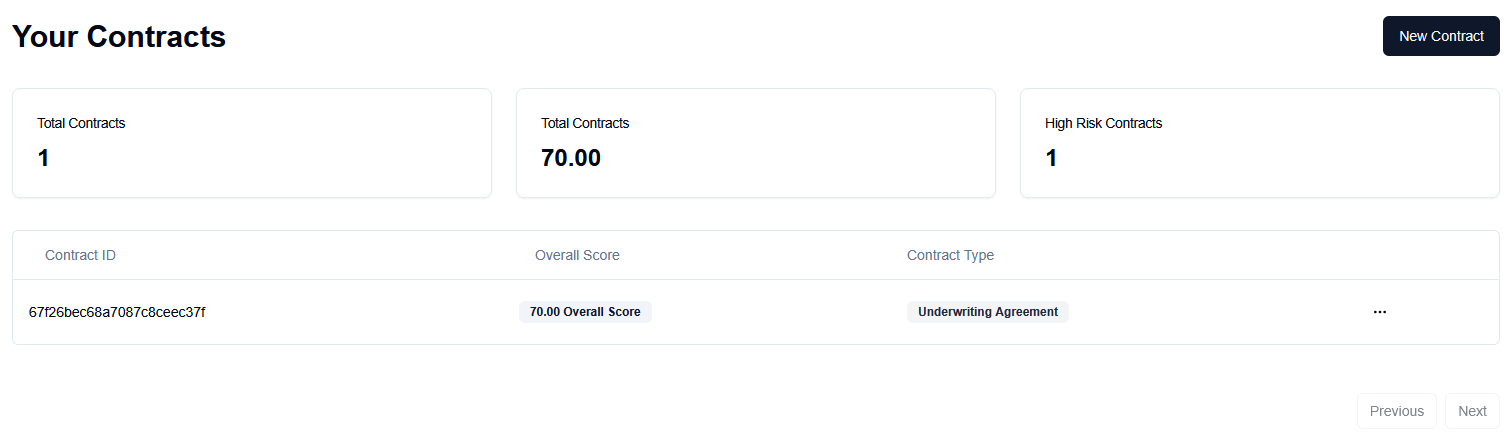 Your Contracts
New Contract
Total Contracts
1
Total Contracts
70.00
High Risk Contracts
1
Contract ID Overall Score Contract Type
67f26bec68a7087c8ceec37f 70.00 Overall Score Underwriting Agreement ...
Previous Next